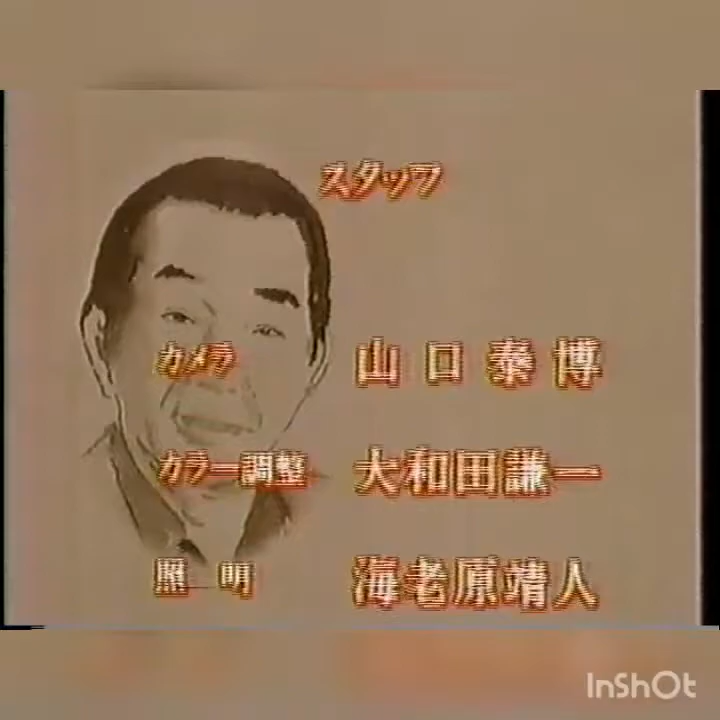 スタッフ
カメラ 山口泰博
カラー調整 大和田謙一
照明 海老原靖人
InShOt